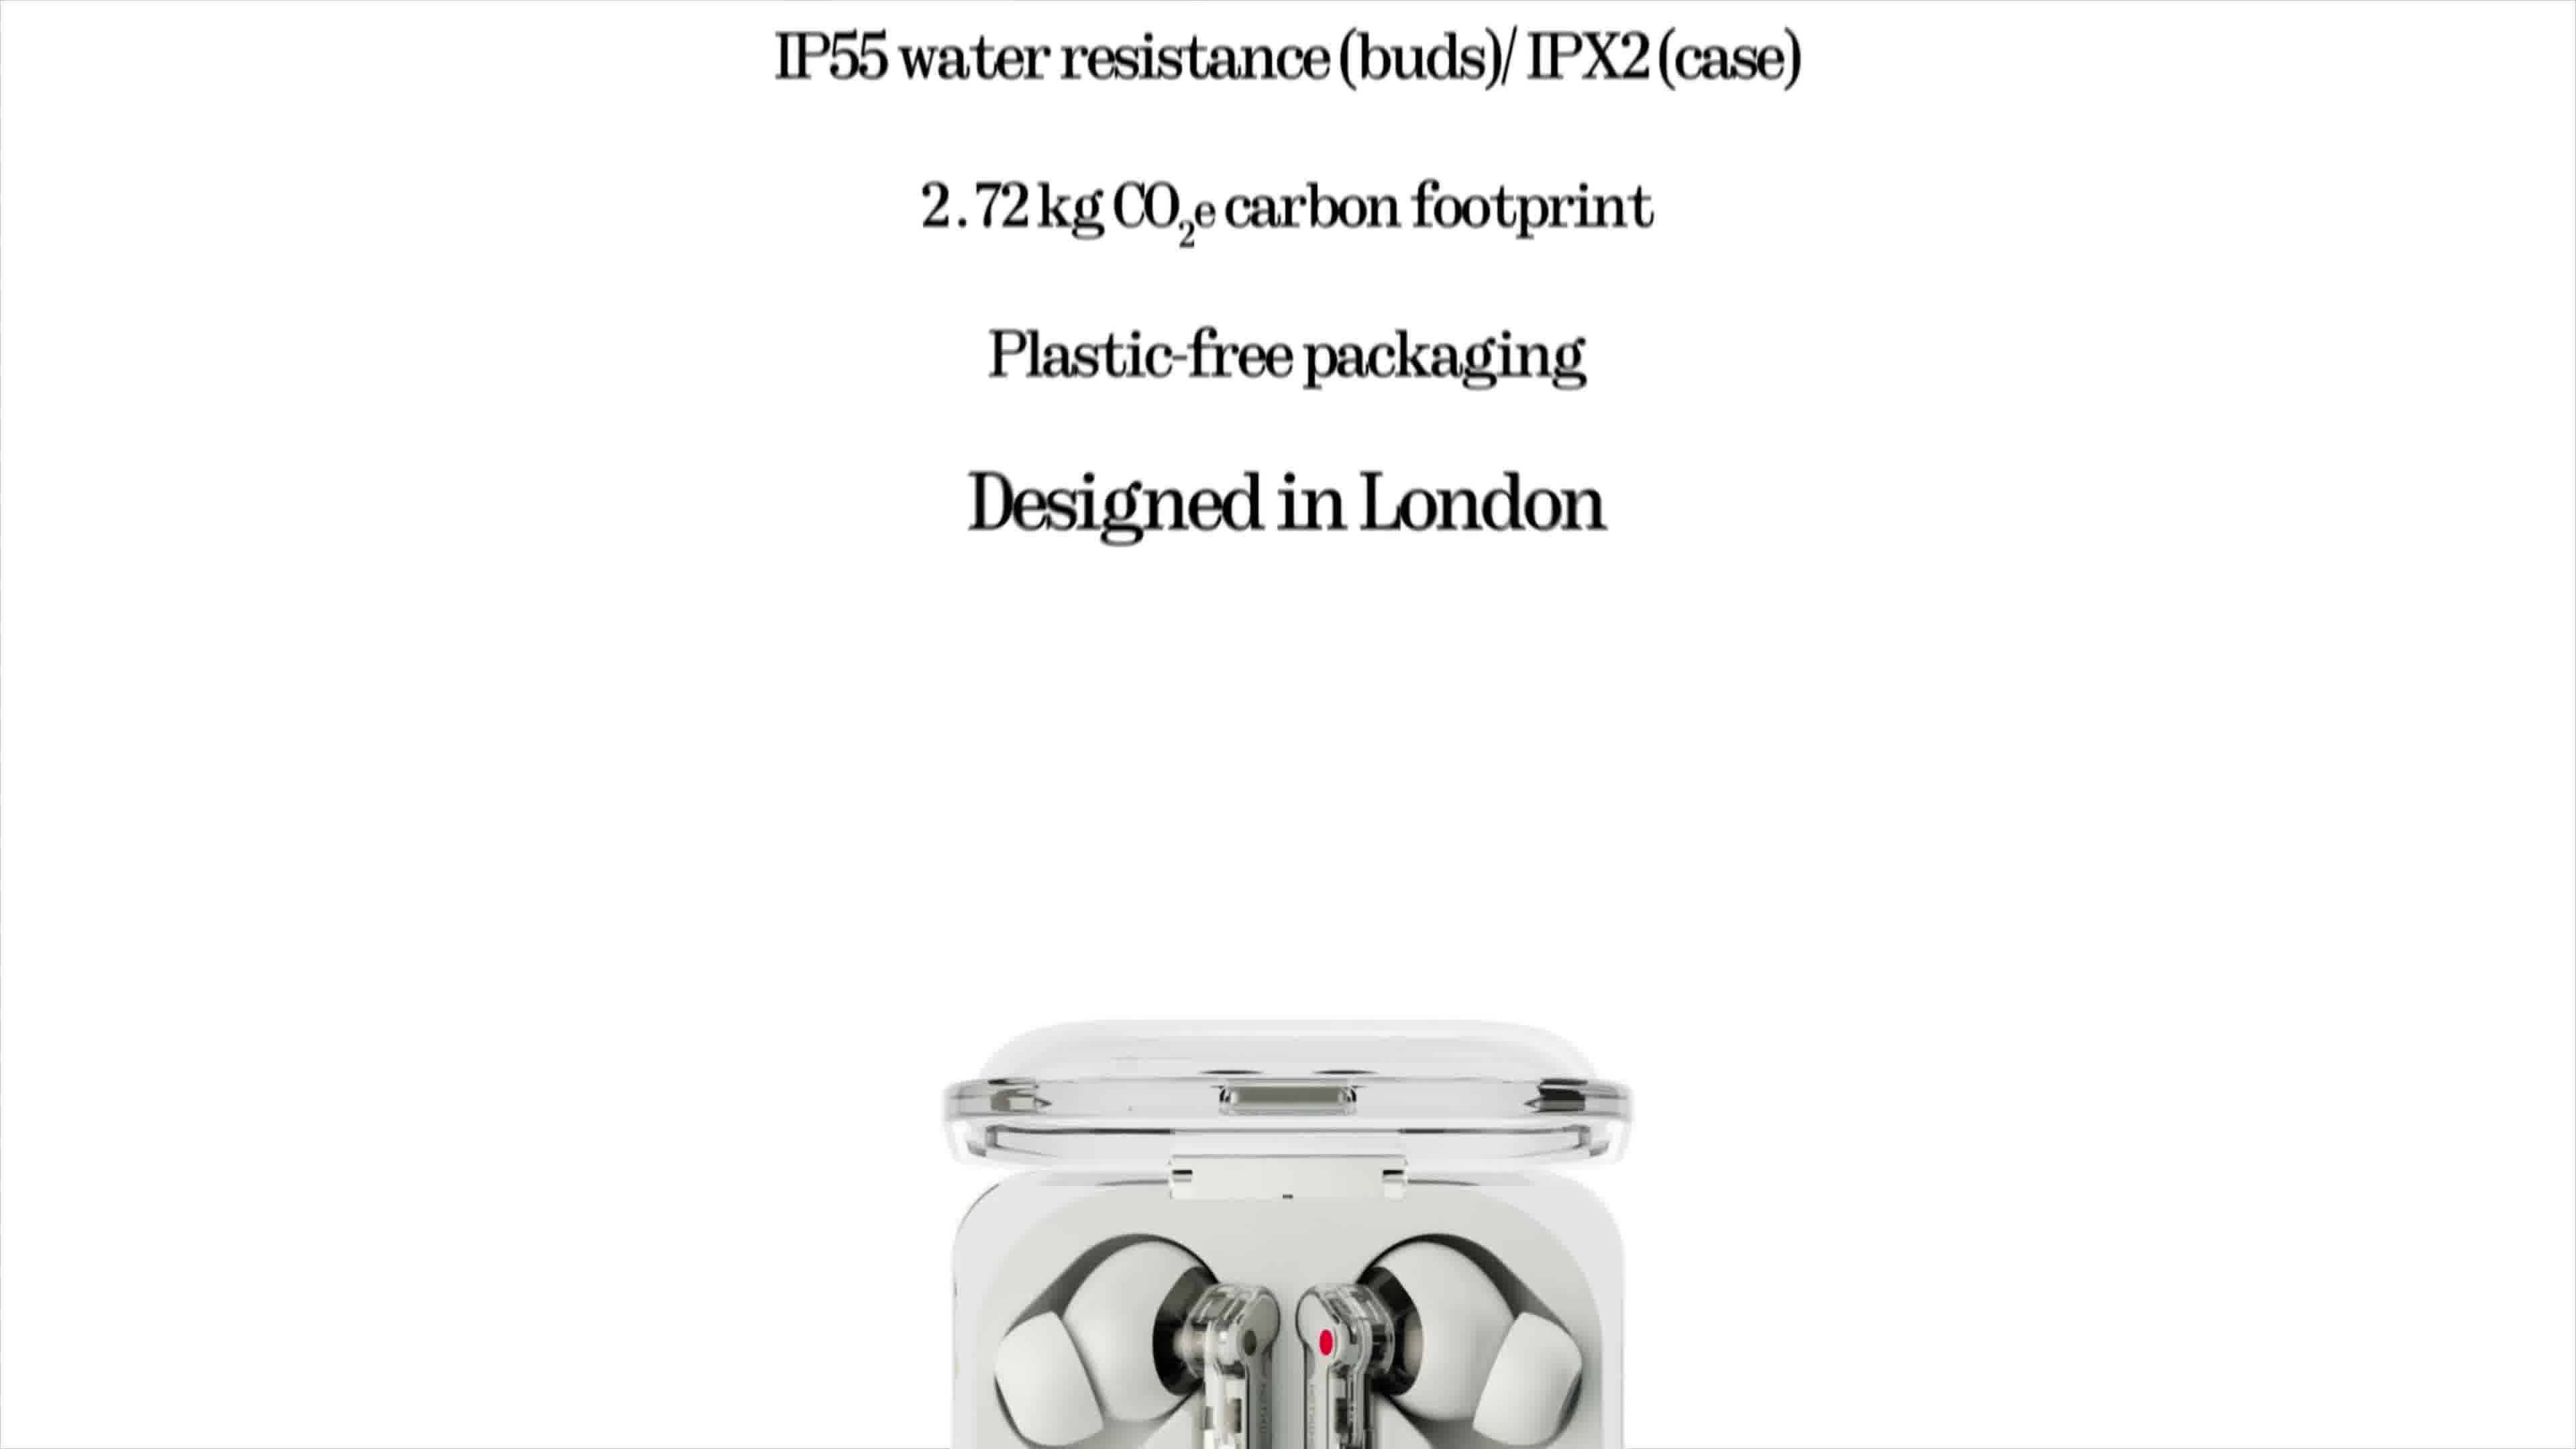 IP55 water resistance (buds)/ IPX2 (case)
2.72 kg CO₂e carbon footprint
Plastic-free packaging
Designed in London